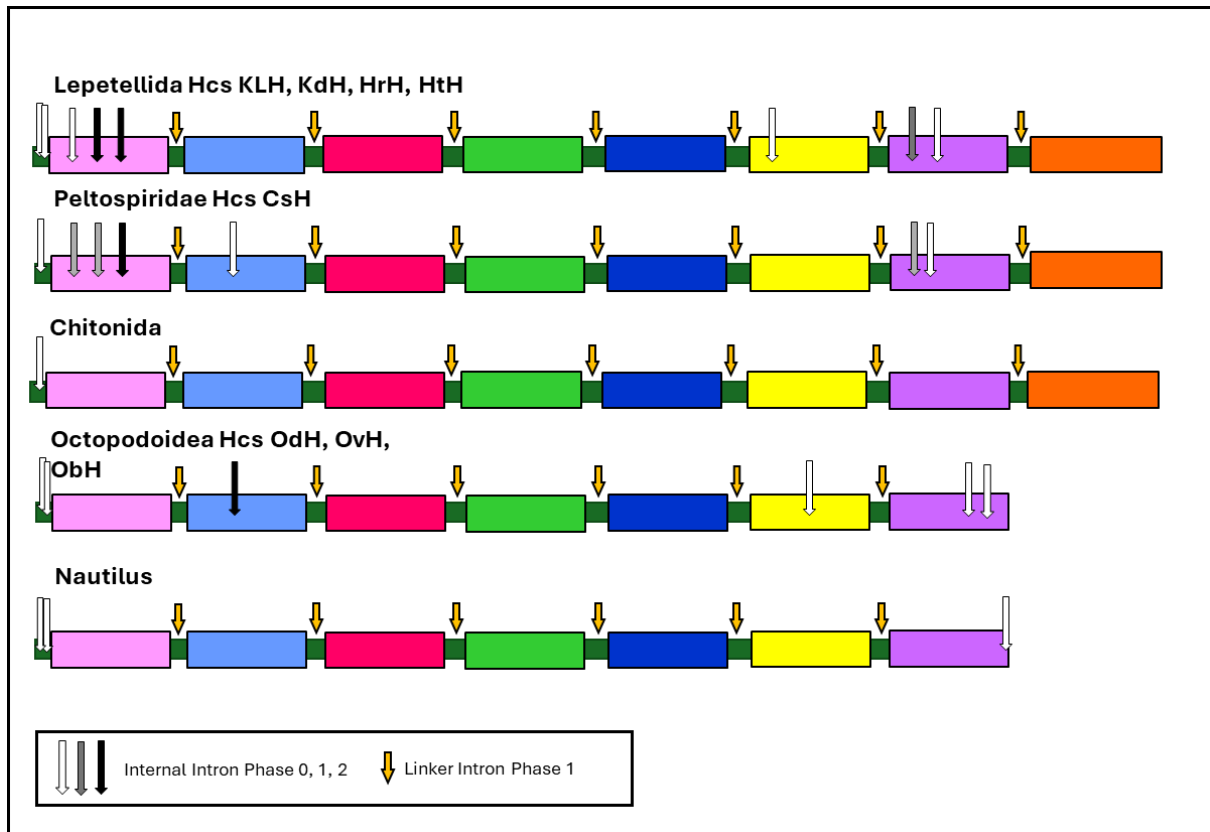 Lepetellida Hcs KLH, KdH, HrH, HtH
Peltospiridae Hcs CsH
Chitonida
Octopodoidea Hcs OdH, OvH,
ObH
Nautilus
Internal Intron Phase 0, 1, 2
Linker Intron Phase 1